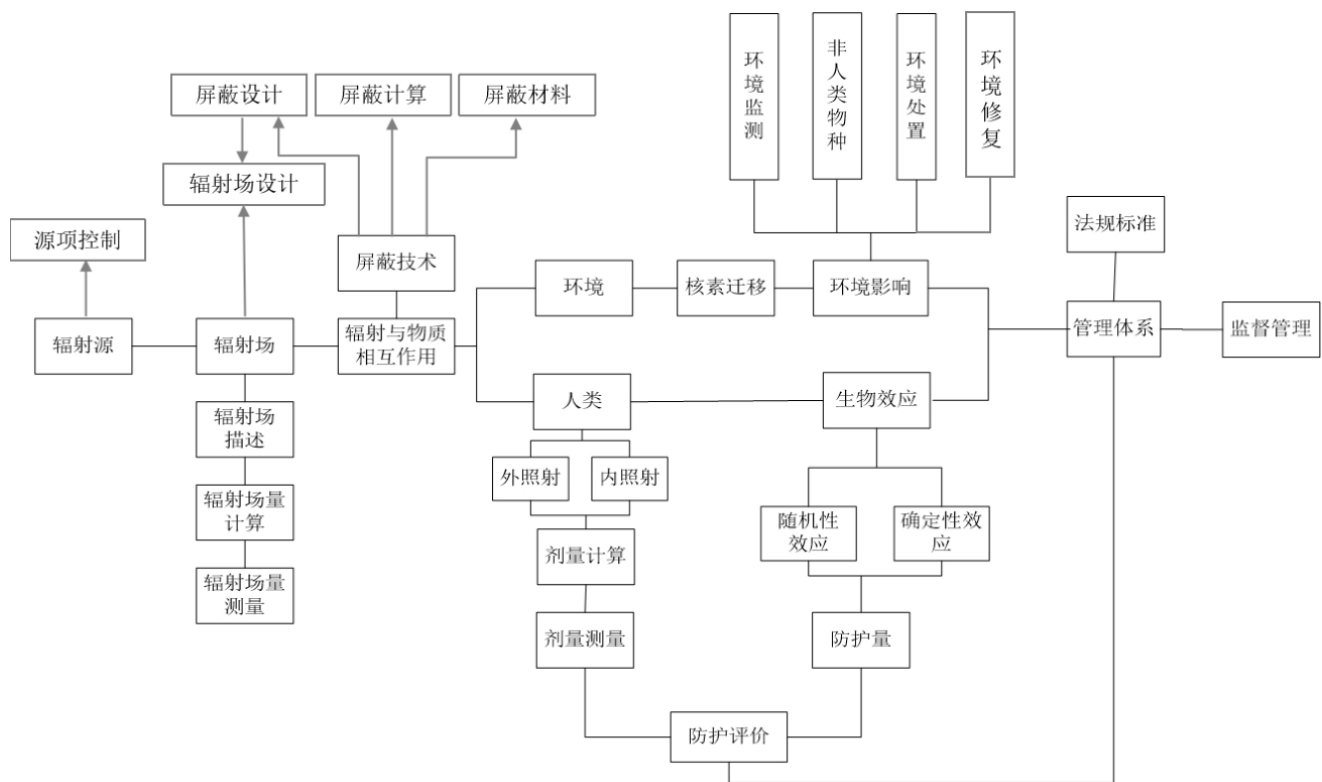 环境监测
非人类物种
环境处置
环境修复
屏蔽设计
屏蔽计算
屏蔽材料
辐射场设计
法规标准
源项控制
屏蔽技术
环境
核素迁移
环境影响
辐射源
辐射场
辐射与物质
相互作用
管理体系
监督管理
人类
生物效应
辐射场
描述
外照射
内照射
辐射场量
计算
随机性
效应
确定性效
应
剂量计算
辐射场量
测量
剂量测量
防护量
防护评价